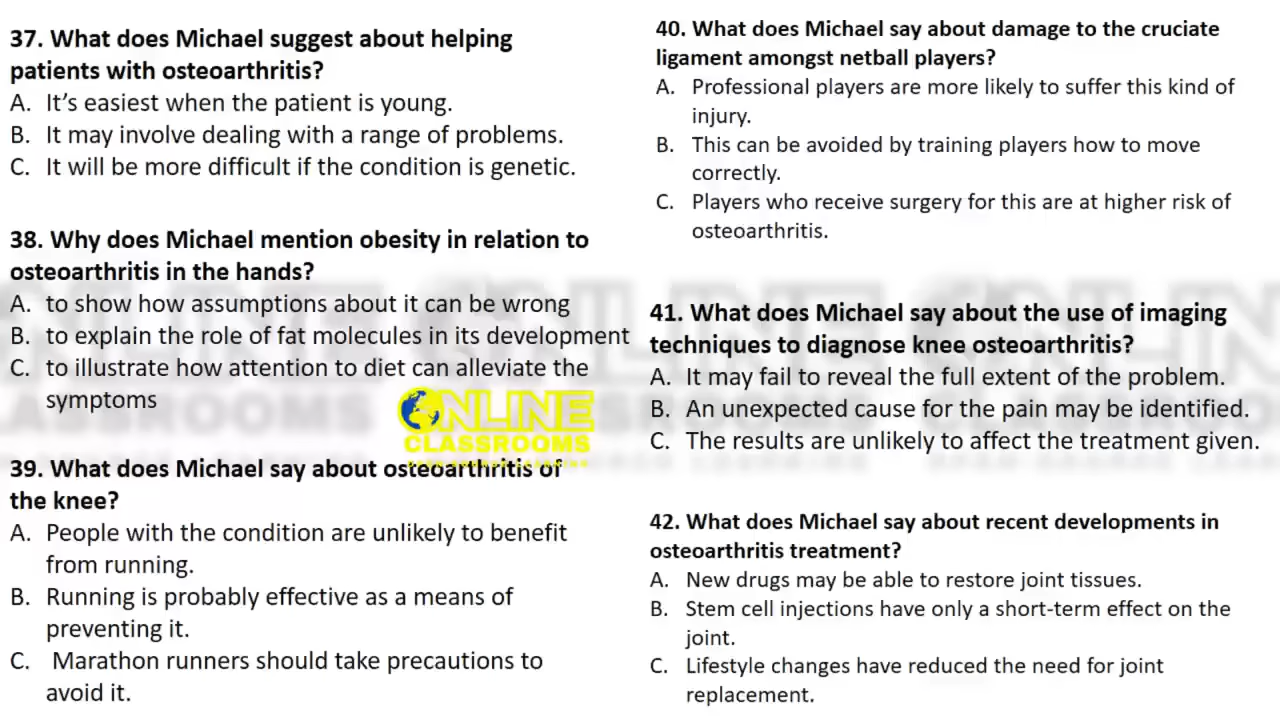 37. What does Michael suggest about helping
patients with osteoarthritis?
A. It's easiest when the patient is young.
B. It may involve dealing with a range of problems.
C. It will be more difficult if the condition is genetic.
38. Why does Michael mention obesity in relation to
osteoarthritis in the hands?
A. to show how assumptions about it can be wrong
B. to explain the role of fat molecules in its development
C. to illustrate how attention to diet can alleviate the
symptoms
39. What does Michael say about osteoarthritis of
the knee?
A. People with the condition are unlikely to benefit
from running.
B. Running is probably effective as a means of
preventing it.
C. Marathon runners should take precautions to
avoid it.
40. What does Michael say about damage to the cruciate
ligament amongst netball players?
A. Professional players are more likely to suffer this kind of
injury.
B. This can be avoided by training players how to move
correctly.
C. Players who receive surgery for this are at higher risk of
osteoarthritis.
41. What does Michael say about the use of imaging
techniques to diagnose knee osteoarthritis?
A. It may fail to reveal the full extent of the problem.
B. An unexpected cause for the pain may be identified.
C. The results are unlikely to affect the treatment given.
42. What does Michael say about recent developments in
osteoarthritis treatment?
A. New drugs may be able to restore joint tissues.
B. Stem cell injections have only a short-term effect on the
joint.
C. Lifestyle changes have reduced the need for joint
replacement.
ONLINE
CLASSROOMS